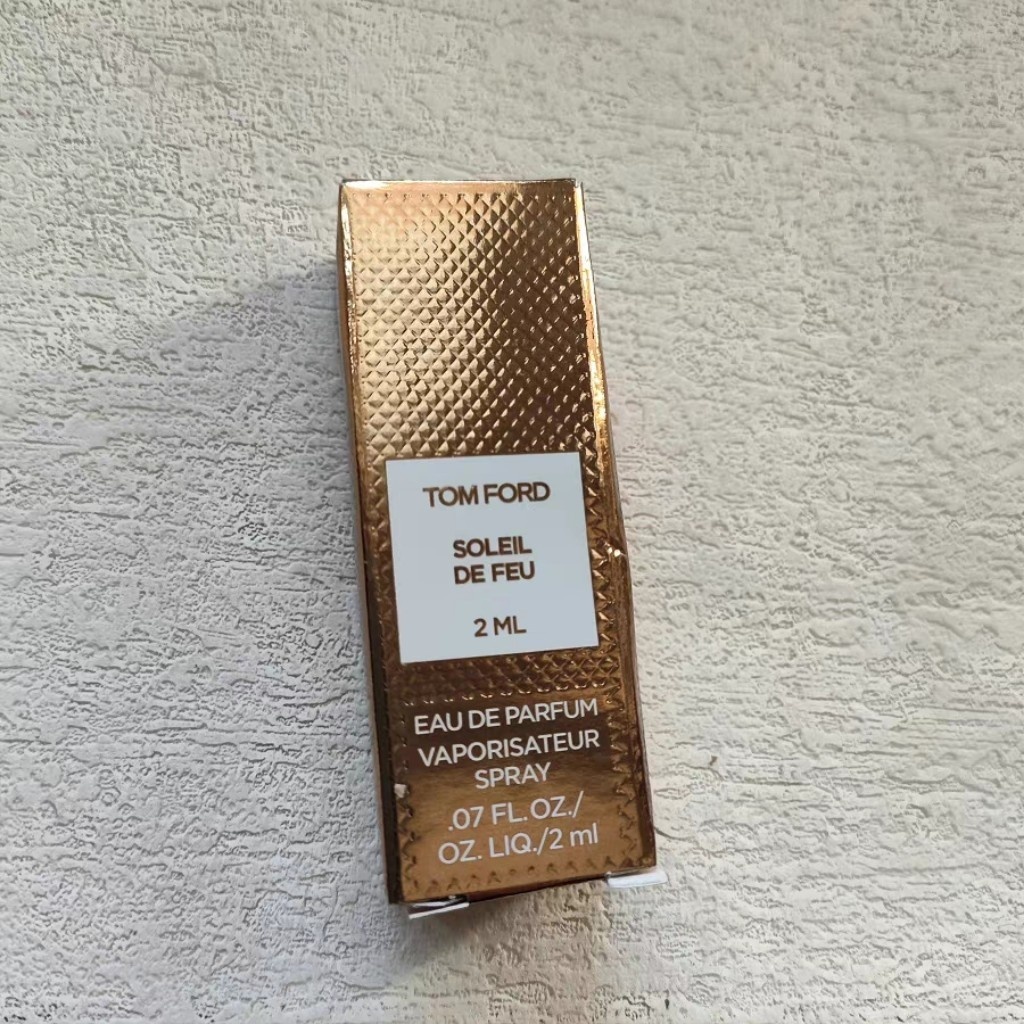 TOM FORD
SOLEIL
DE FEU
2 ML
EAU DE PARFUM
VAPORISATEUR
SPRAY
.07 FL.OZ./
OZ. LIQ./2 ml